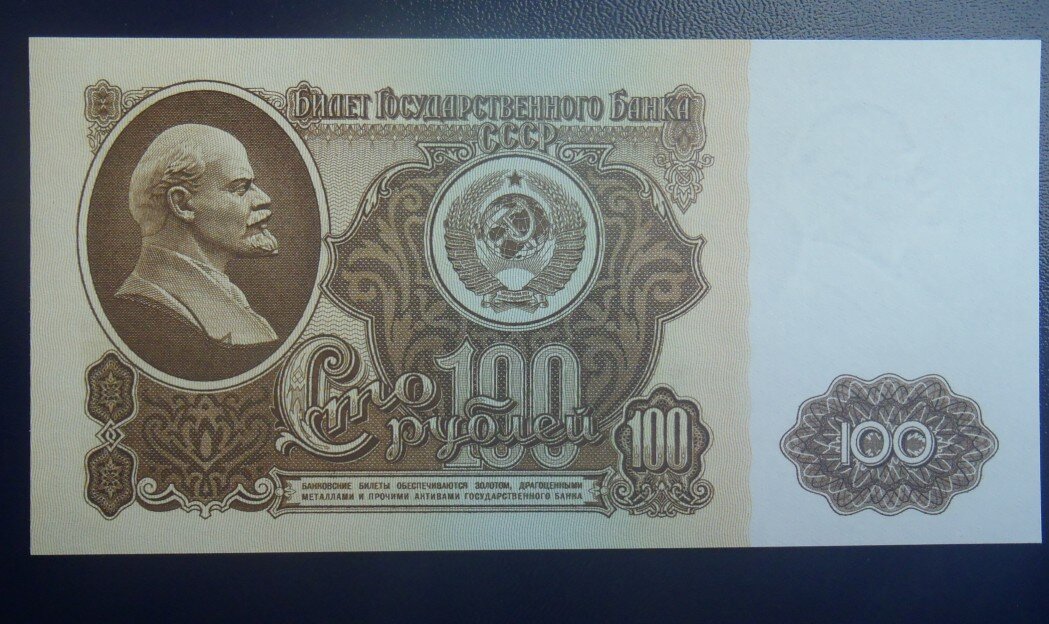 Билет Государственного Банка
СССР
Сто 100
рублей
100
100
БАНКОВСКИЕ БИЛЕТЫ ОБЕСПЕЧИВАЮТСЯ ЗОЛОТОМ, ДРАГОЦЕННЫМИ
МЕТАЛЛАМИ И ПРОЧИМИ АКТИВАМИ ГОСУДАРСТВЕННОГО БАНКА